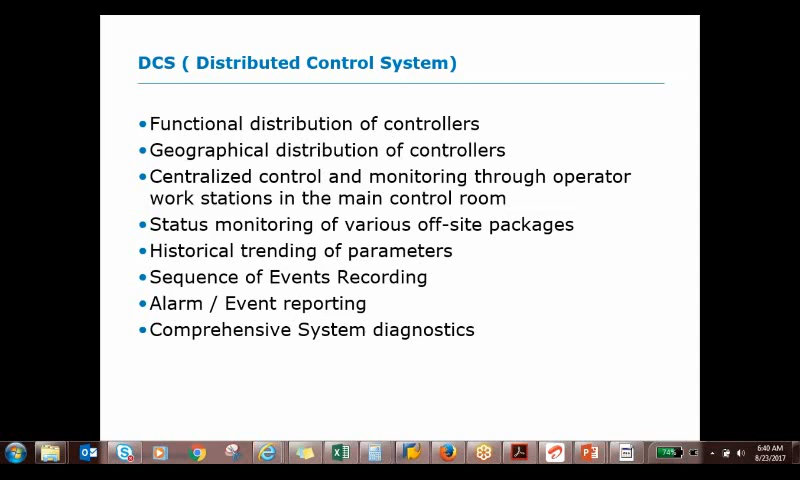 DCS ( Distributed Control System)
•Functional distribution of controllers
•Geographical distribution of controllers
•Centralized control and monitoring through operator
work stations in the main control room
•Status monitoring of various off-site packages
•Historical trending of parameters
•Sequence of Events Recording
•Alarm / Event reporting
•Comprehensive System diagnostics
74%
6:40 AM
8/23/2017